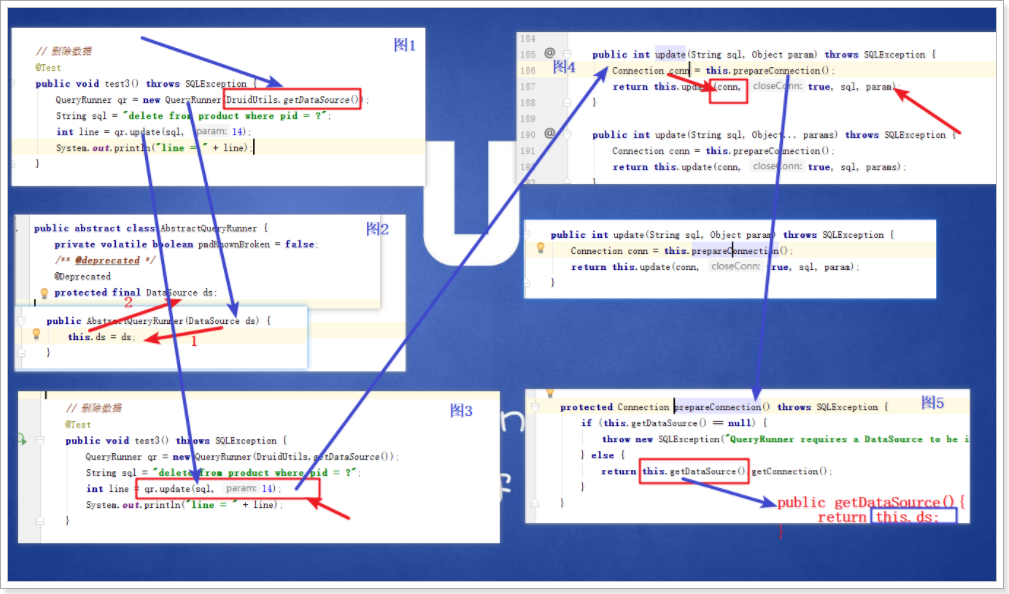 图1
// 删除数据
@Test
public void test3() throws SQLException {
QueryRunner qr = new QueryRunner(DruidUtils.getDataSource());
String sql = "delete from product where pid = ?";
int line = qr.update(sql, param: 14);
System.out.println("line = " + line);
}
图2
public abstract class AbstractQueryRunner {
private volatile boolean pmdKnownBroken = false;
/** @deprecated */
@Deprecated
protected final DataSource ds;
2
public AbstractQueryRunner(DataSource ds) {
this.ds = ds;
1
}
图3
// 删除数据
@Test
public void test3() throws SQLException {
QueryRunner qr = new QueryRunner(DruidUtils.getDataSource());
String sql = "delete from product where pid = ?";
int line = qr.update(sql, param: 14);
System.out.println("line = " + line);
}
184
185 @ public int update(String sql, Object param) throws SQLException {
图4
186 Connection conn = this.prepareConnection();
187 return this.update(conn, closeConn: true, sql, param)
188 }
189
190 @ public int update(String sql, Object... params) throws SQLException {
191 Connection conn = this.prepareConnection();
return this.update(conn, closeConn: true, sql, params);
}
public int update(String sql, Object param) throws SQLException {
Connection conn = this.prepareConnection();
return this.update(conn, closeConn: true, sql, param);
}
图5
protected Connection prepareConnection() throws SQLException {
if (this.getDataSource() == null) {
throw new SQLException("QueryRunner requires a DataSource to be i
} else {
return this.getDataSource().getConnection();
}
}
public getDataSource(){
return this.ds;
}